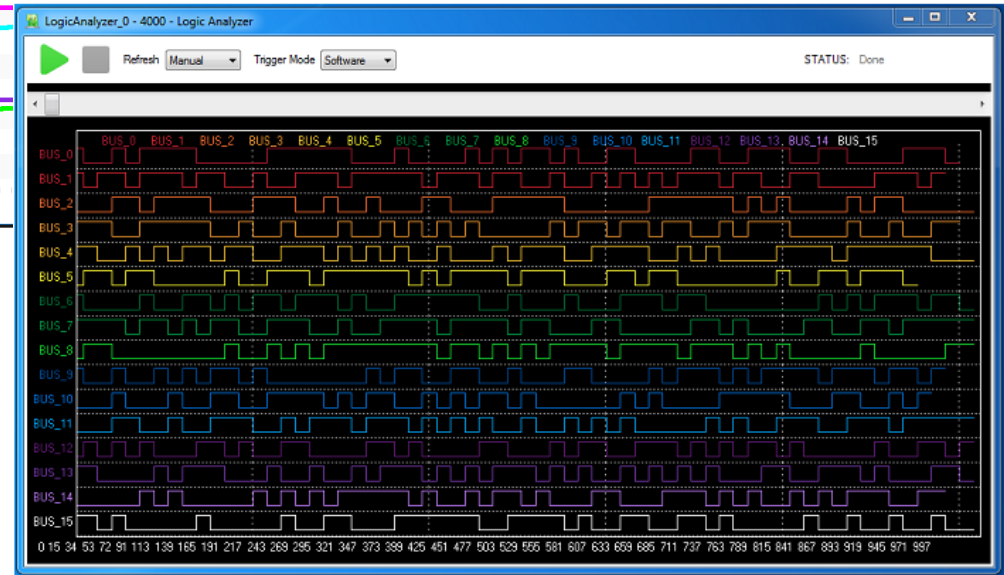 LogicAnalyzer_0 - 4000 - Logic Analyzer
Refresh Manual Trigger Mode Software STATUS: Done
BUS_0 BUS_1 BUS_2 BUS_3 BUS_4 BUS_5 BUS_6 BUS_7 BUS_8 BUS_9 BUS_10 BUS_11 BUS_12 BUS_13 BUS_14 BUS_15
BUS_0
BUS_1
BUS_2
BUS_3
BUS_4
BUS_5
BUS_6
BUS_7
BUS_8
BUS_9
BUS_10
BUS_11
BUS_12
BUS_13
BUS_14
BUS_15
0 15 34 53 72 91 113 139 165 191 217 243 269 295 321 347 373 399 425 451 477 503 529 555 581 607 633 659 685 711 737 763 789 815 841 867 893 919 945 971 997